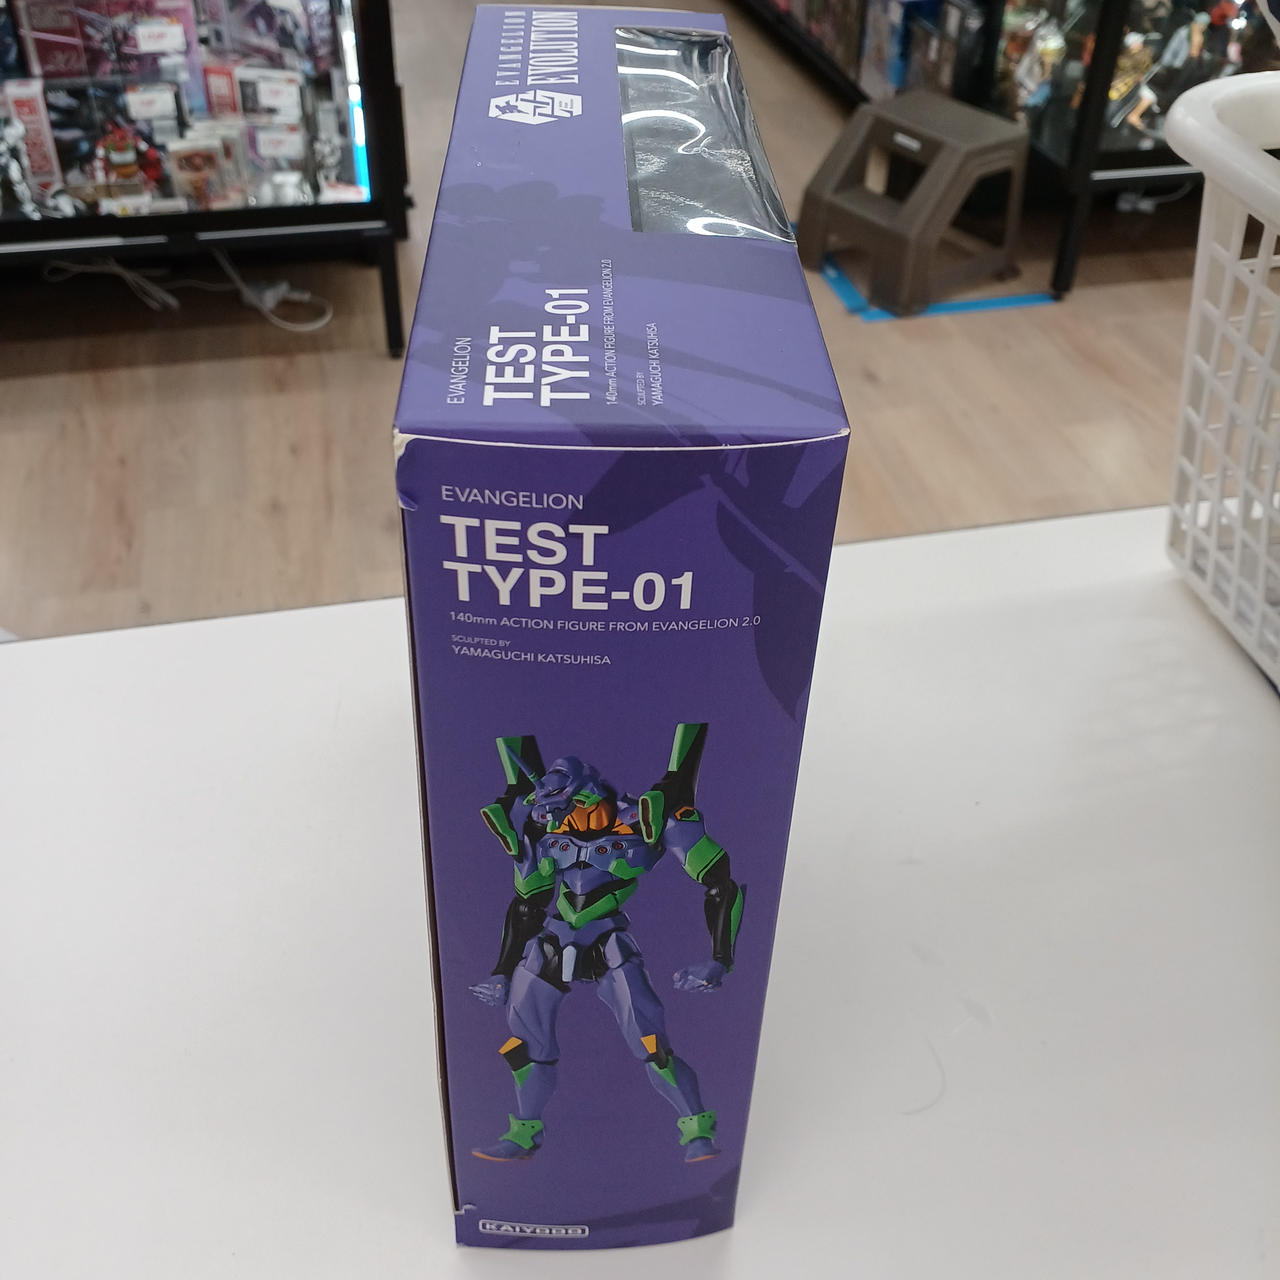 EVANGELION
EVOLUTION
EVANGELION
TEST
TYPE-01
140mm ACTION FIGURE FROM EVANGELION 2.0
SCULPTED BY
YAMAGUCHI KATSUHISA
EVANGELION
TEST
TYPE-01
140mm ACTION FIGURE FROM EVANGELION 2.0
SCULPTED BY
YAMAGUCHI KATSUHISA
KAIYODO